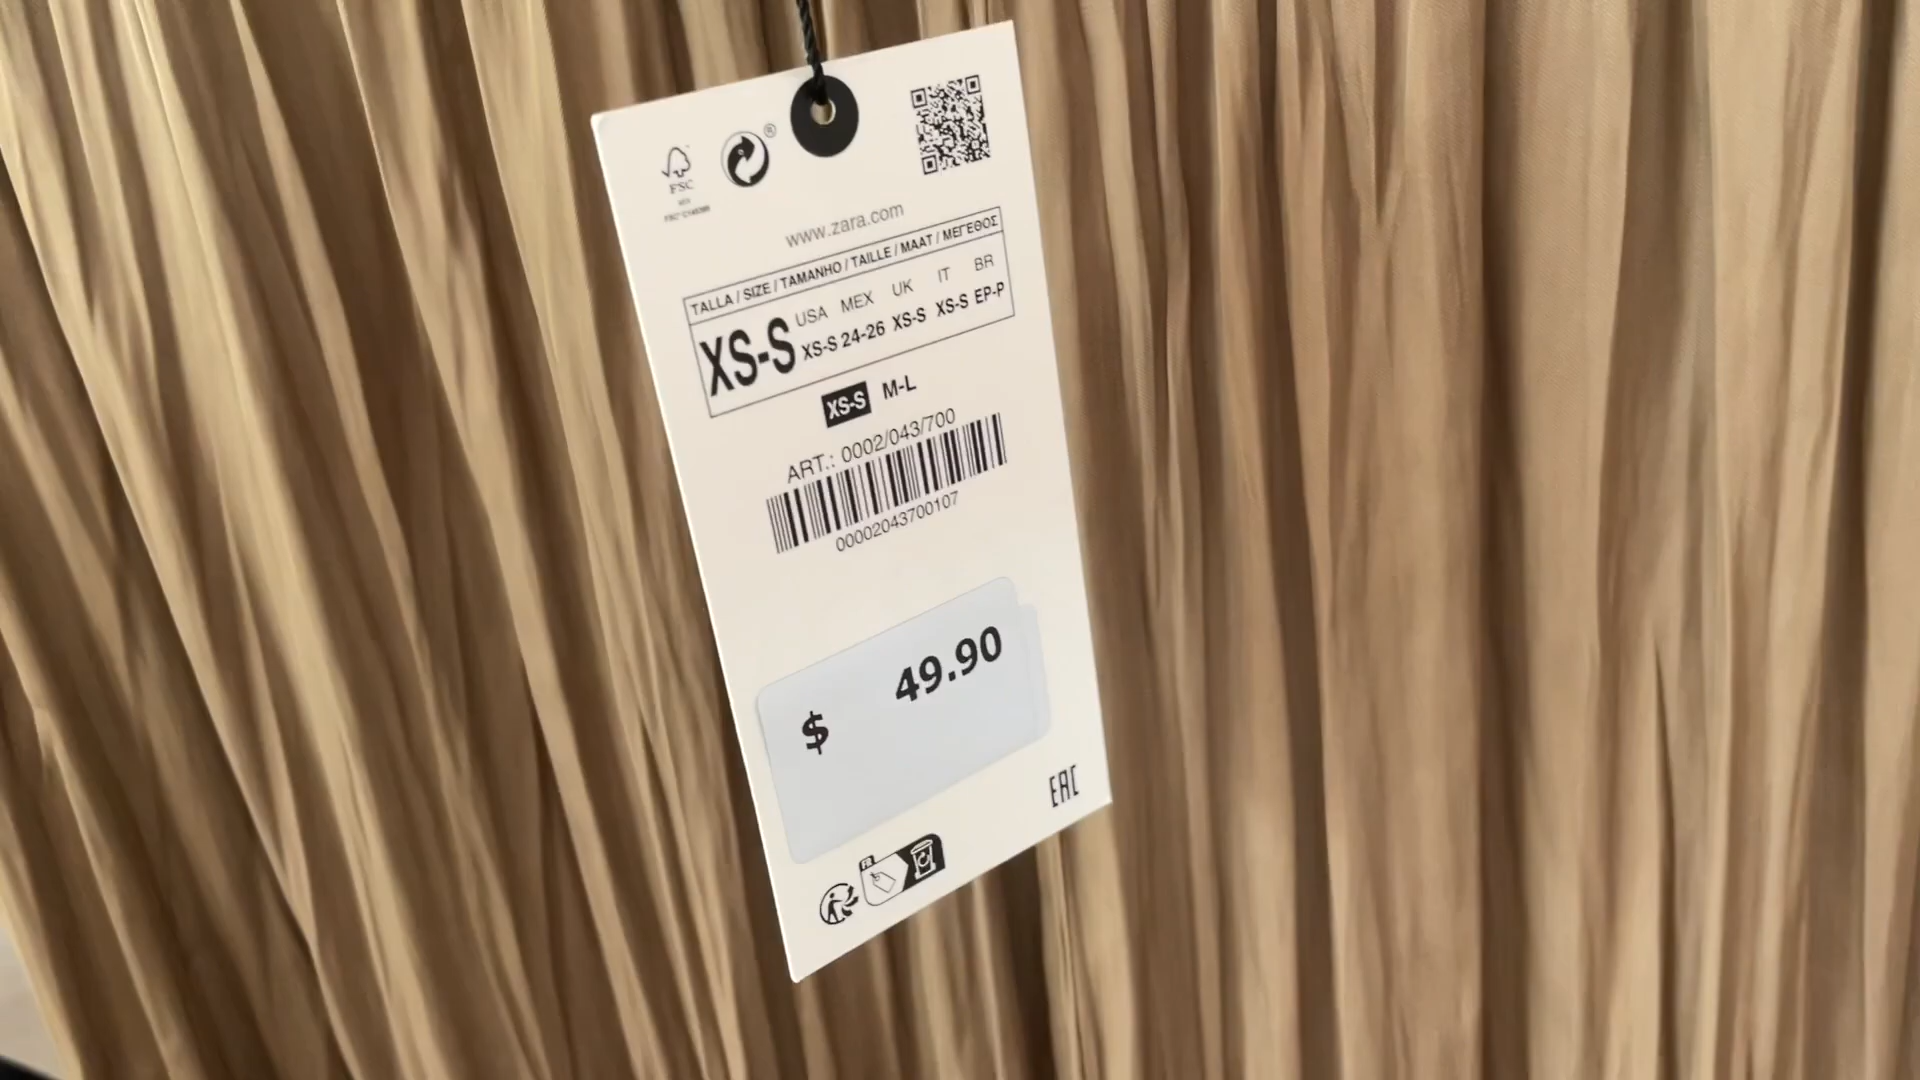 FSC
www.zara.com
TALLA / SIZE / TAMANHO / TAILLE / MAAT / ΜΕΓΕΘΟΣ
USA MEX UK IT BR
XS-S XS-S 24-26 XS-S XS-S EP-P
XS-S M-L
ART.: 0002/043/700
00002043700107
49.90
$
EAC
FR